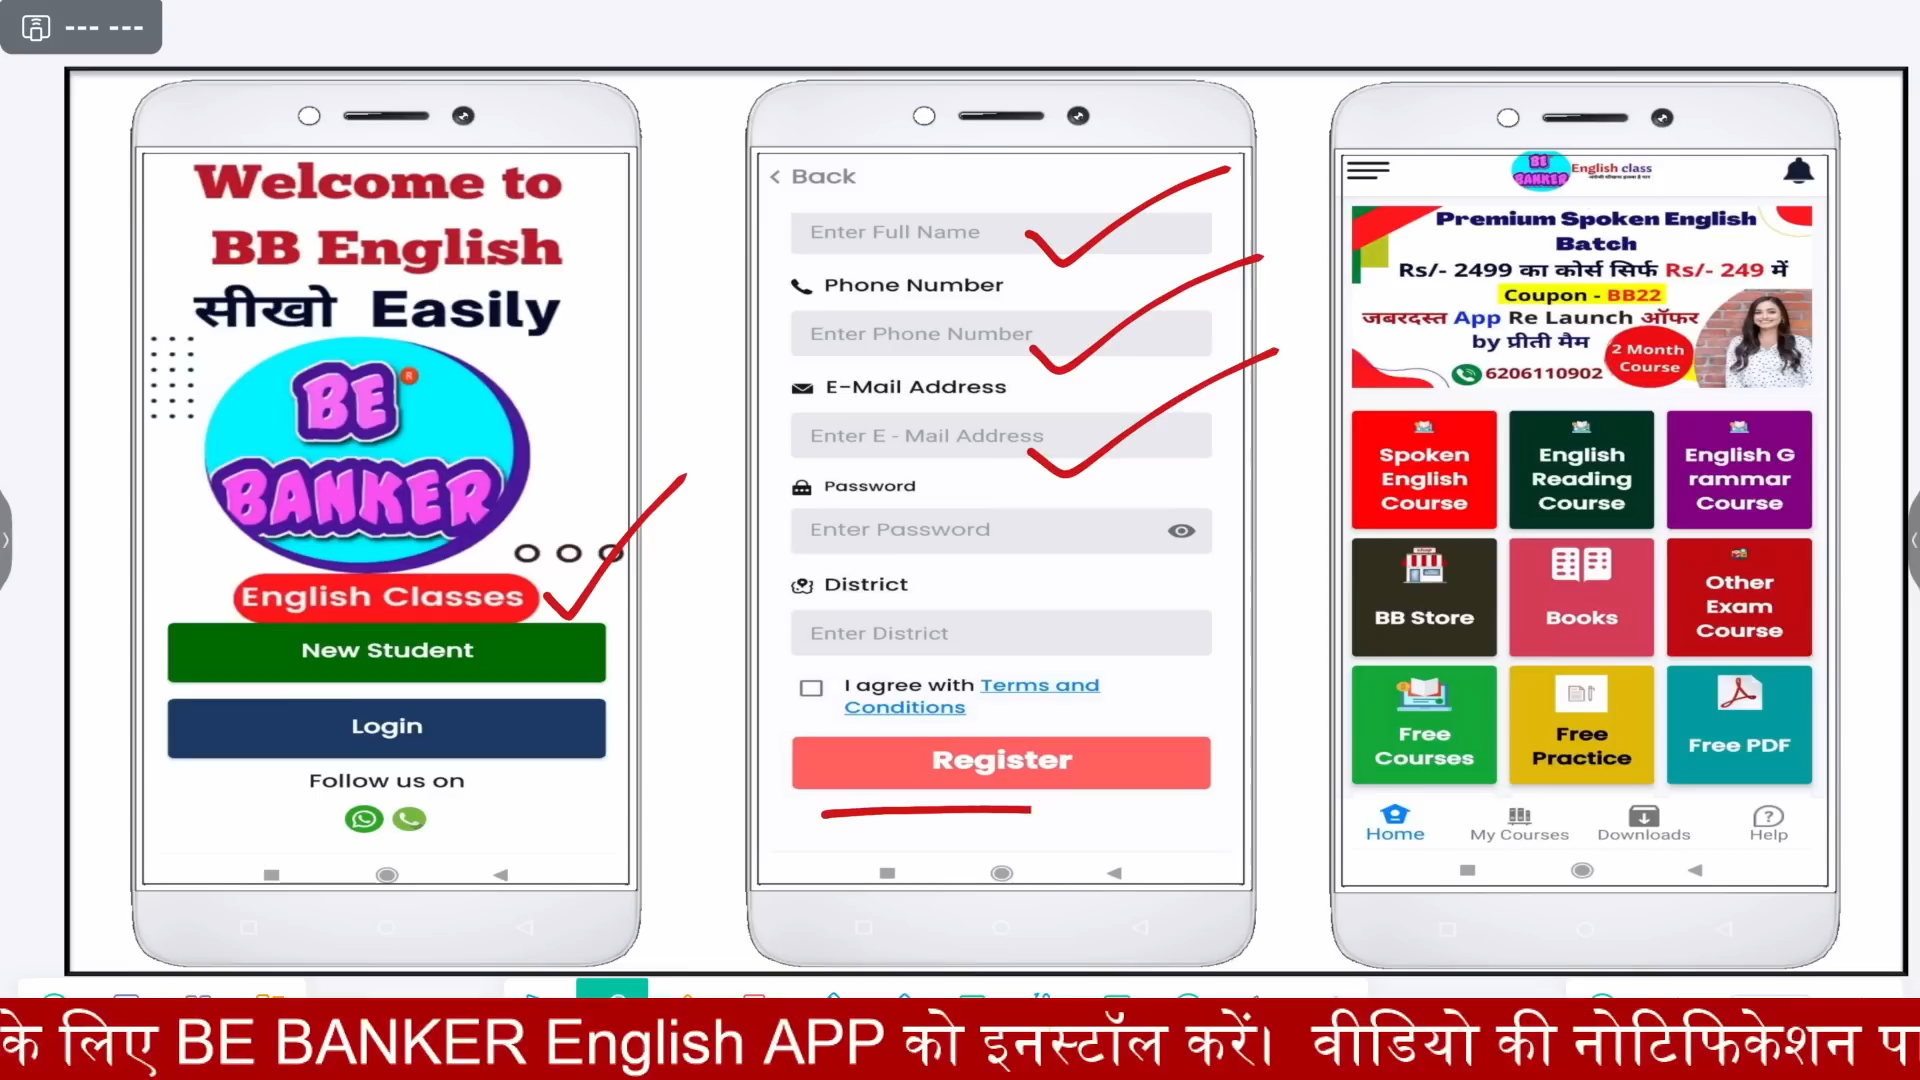 --- ---
Welcome to
BB English
सीखो Easily
BE
BANKER
R
English Classes
New Student
Login
Follow us on
Back
Enter Full Name
Phone Number
Enter Phone Number
E-Mail Address
Enter E - Mail Address
Password
Enter Password
District
Enter District
I agree with Terms and
Conditions
Register
BE
BANKER
English class
Premium Spoken English
Batch
Rs/- 2499 का कोर्स सिर्फ Rs/- 249 में
Coupon - BB22
जबरदस्त App Re Launch ऑफर
by प्रीती मैम
2 Month
Course
6206110902
Spoken
English
Course
English
Reading
Course
English G
rammar
Course
BB Store
Books
Other
Exam
Course
Free
Courses
Free
Practice
Free PDF
Home
My Courses
Downloads
Help
के लिए BE BANKER English APP को इनस्टॉल करें। वीडियो की नोटिफिकेशन पा